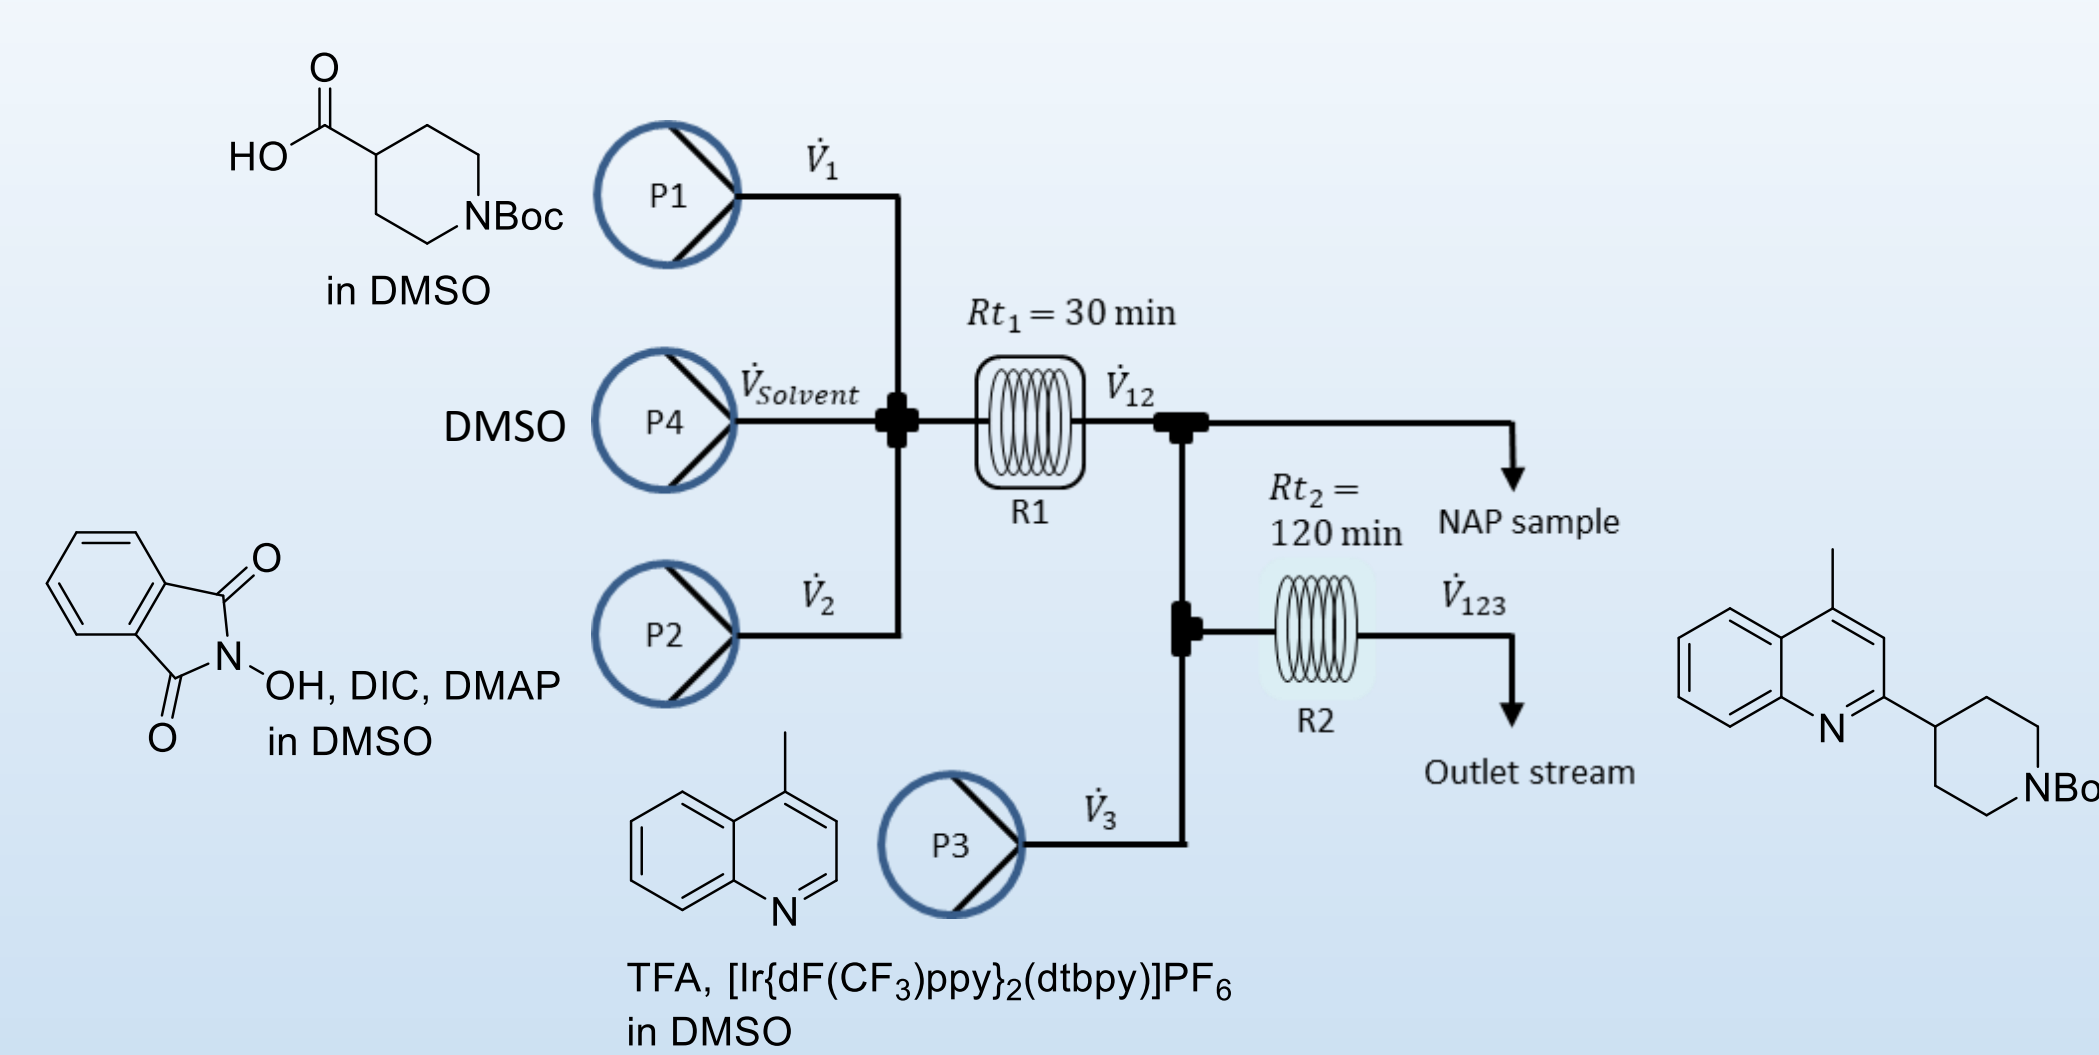 O
HO
NBoc
in DMSO
P1
V̇₁
DMSO
P4
V̇Solvent
Rt₁ = 30 min
R1
V̇₁₂
NAP sample
O
N
OH, DIC, DMAP
O
in DMSO
P2
V̇₂
Rt₂ =
120 min
R2
V̇₁₂₃
Outlet stream
N
TFA, [Ir{dF(CF₃)ppy}₂(dtbpy)]PF₆
in DMSO
P3
V̇₃
N
NBo